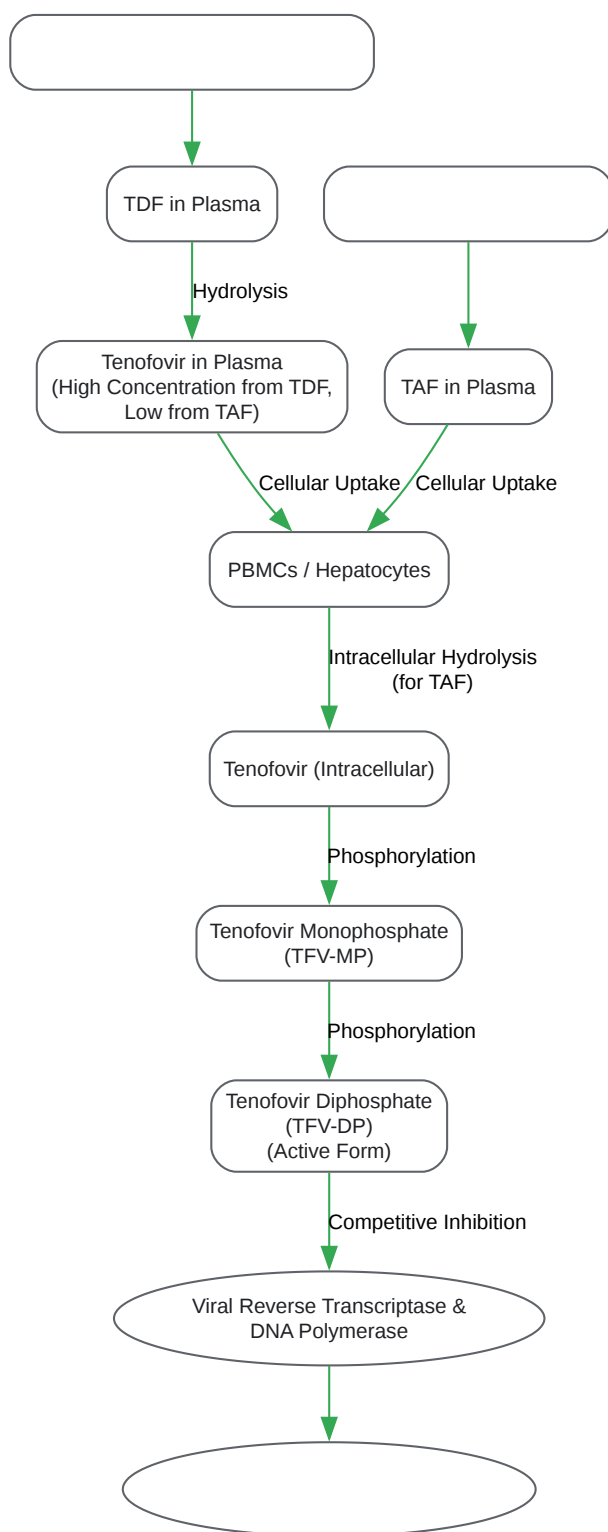 TDF in Plasma
Hydrolysis
Tenofovir in Plasma
(High Concentration from TDF,
Low from TAF)
TAF in Plasma
Cellular Uptake
Cellular Uptake
PBMCs / Hepatocytes
Intracellular Hydrolysis
(for TAF)
Tenofovir (Intracellular)
Phosphorylation
Tenofovir Monophosphate
(TFV-MP)
Phosphorylation
Tenofovir Diphosphate
(TFV-DP)
(Active Form)
Competitive Inhibition
Viral Reverse Transcriptase &
DNA Polymerase